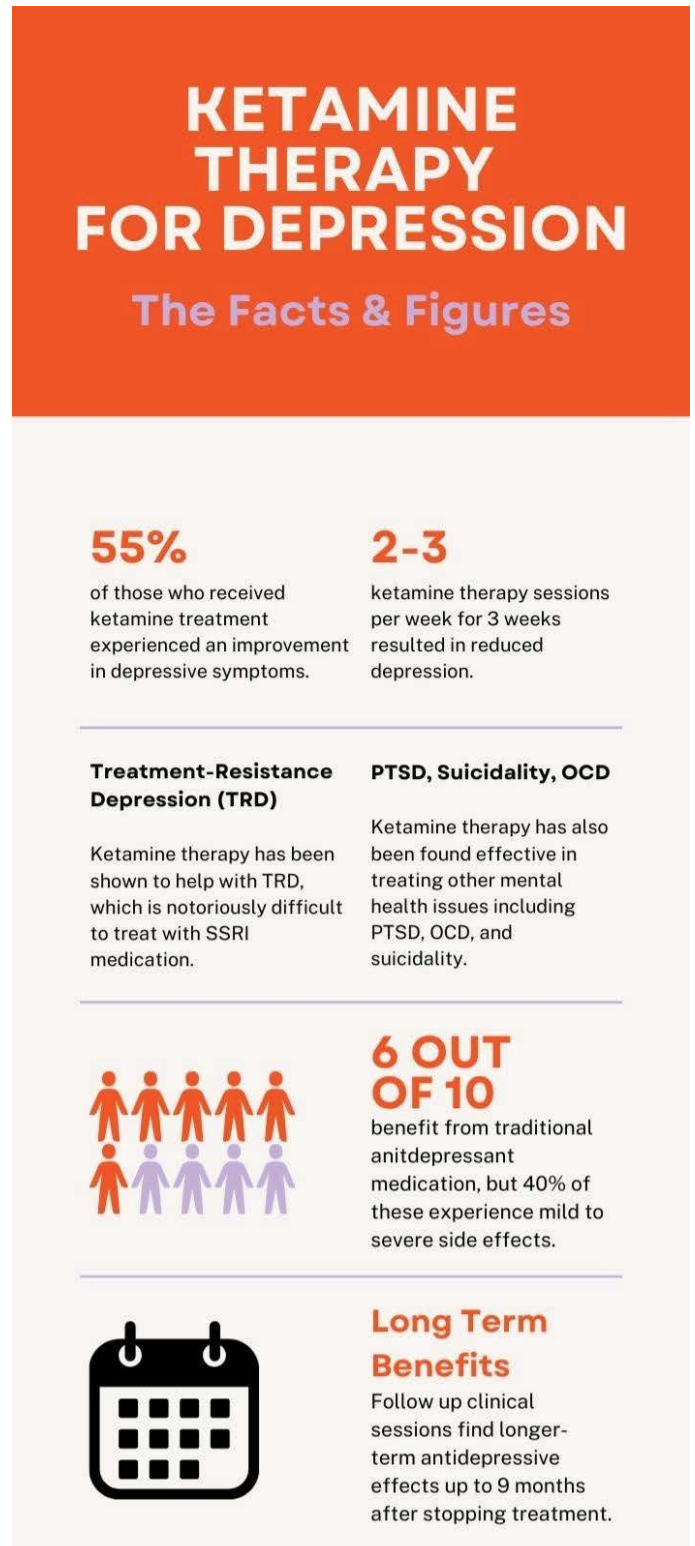 KETAMINE
THERAPY
FOR DEPRESSION
The Facts & Figures
55%
of those who received
ketamine treatment
experienced an improvement
in depressive symptoms.
2-3
ketamine therapy sessions
per week for 3 weeks
resulted in reduced
depression.
Treatment-Resistance
Depression (TRD)
Ketamine therapy has been
shown to help with TRD,
which is notoriously difficult
to treat with SSRI
medication.
PTSD, Suicidality, OCD
Ketamine therapy has also
been found effective in
treating other mental
health issues including
PTSD, OCD, and
suicidality.
6 OUT
OF 10
benefit from traditional
anitdepressant
medication, but 40% of
these experience mild to
severe side effects.
Long Term
Benefits
Follow up clinical
sessions find longer-
term antidepressive
effects up to 9 months
after stopping treatment.